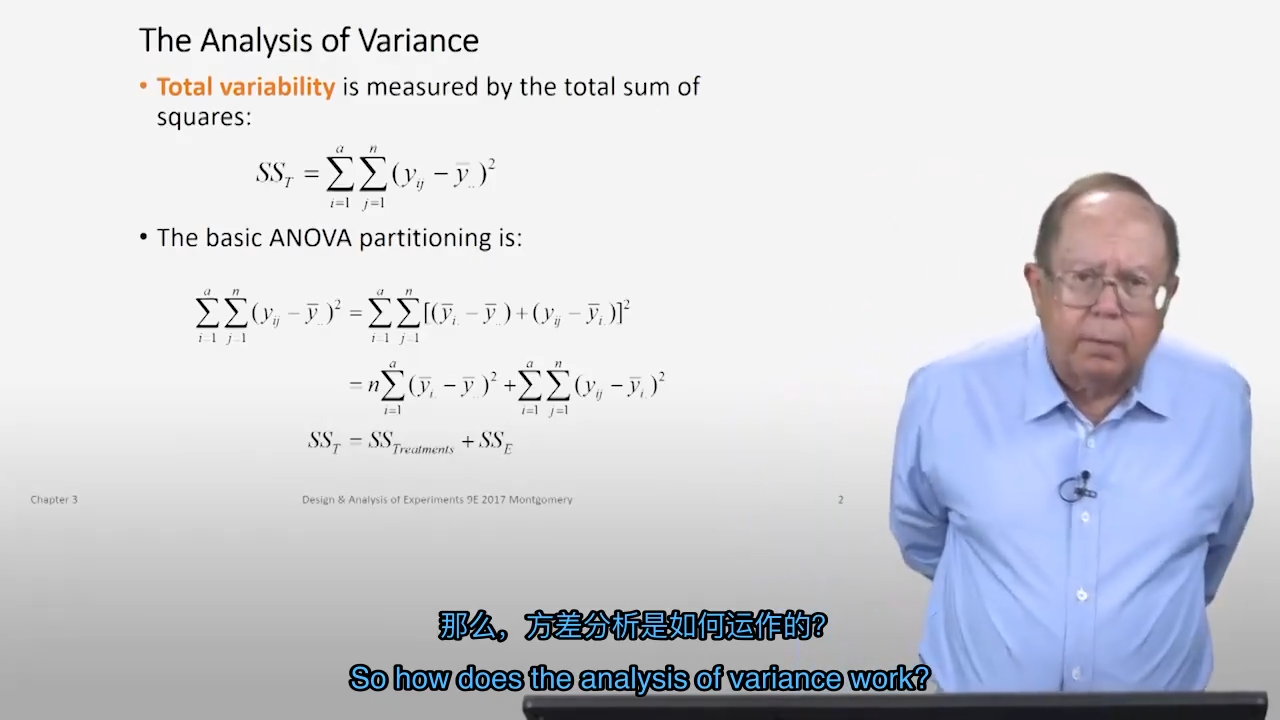 The Analysis of Variance
• Total variability is measured by the total sum of
squares:
$SS_T = \sum_{i=1}^{a} \sum_{j=1}^{n} (y_{ij} - \bar{y}_{..})^2$
• The basic ANOVA partitioning is:
$\sum_{i=1}^{a} \sum_{j=1}^{n} (y_{ij} - \bar{y}_{..})^2 = \sum_{i=1}^{a} \sum_{j=1}^{n} [(\bar{y}_{i.} - \bar{y}_{..}) + (y_{ij} - \bar{y}_{i.})]^2$
$= n \sum_{i=1}^{a} (\bar{y}_{i.} - \bar{y}_{..})^2 + \sum_{i=1}^{a} \sum_{j=1}^{n} (y_{ij} - \bar{y}_{i.})^2$
$SS_T = SS_{Treatments} + SS_E$
Chapter 3 Design & Analysis of Experiments 9E 2017 Montgomery 2
那么，方差分析是如何运作的？
So how does the analysis of variance work?